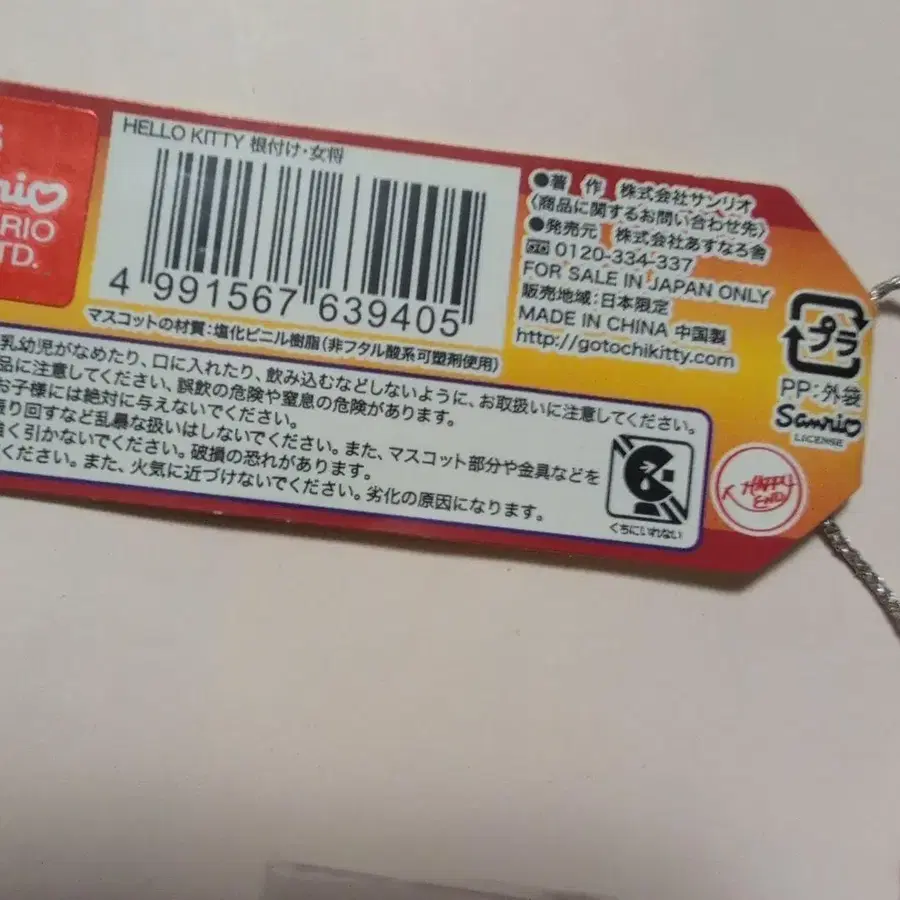 RIO
TD.
HELLO KITTY 根付け・女将
4 991567 639405
マスコットの材質:塩化ビニル樹脂(非フタル酸系可塑剤使用)
乳幼児がなめたり、口に入れたり、飲み込むなどしないように、お取扱いに注意してください。
品に注意してください。誤飲の危険や窒息の危険があります。
お子様には絶対に与えないでください。
振り回すなど乱暴な扱いはしないでください。また、マスコット部分や金具などを
強く引かないでください。破損の恐れがあります。
ください。また、火気に近づけないでください。劣化の原因になります。
くちにいれない
●著 作 株式会社サンリオ
〈商品に関するお問い合わせ先〉
●発売元 株式会社あすなろ舎
0120-334-337
FOR SALE IN JAPAN ONLY
販売地域:日本限定
MADE IN CHINA 中国製
http://gotochikitty.com
プラ
PP:外袋
Sanrio
LICENSE
HAPPY
END